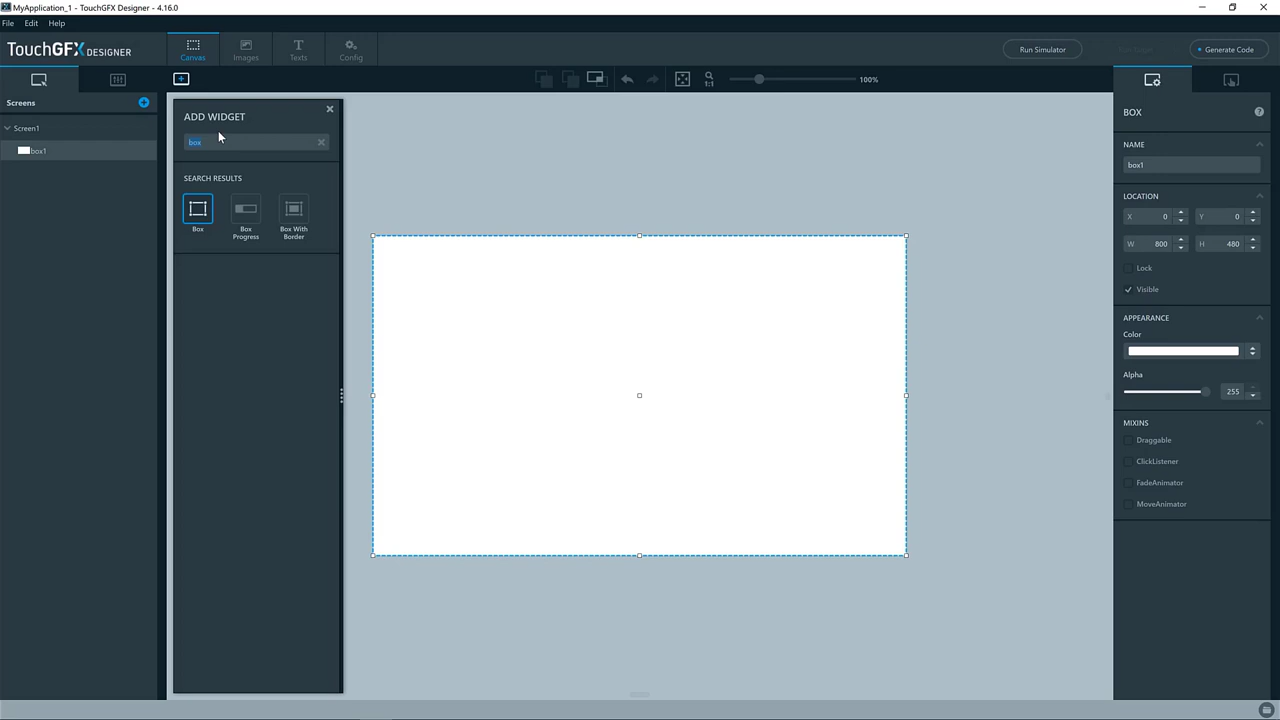 MyApplication_1 - TouchGFX Designer - 4.16.0
File Edit Help
TouchGFX DESIGNER
Canvas Images Texts Config
Run Simulator
Generate Code
1:1
100%
Screens
Screen1
box1
ADD WIDGET
box
SEARCH RESULTS
Box
Box Progress
Box With Border
BOX
NAME
box1
LOCATION
X 0 Y 0
W 800 H 480
Lock
Visible
APPEARANCE
Color
Alpha
255
MIXINS
Draggable
ClickListener
FadeAnimator
MoveAnimator